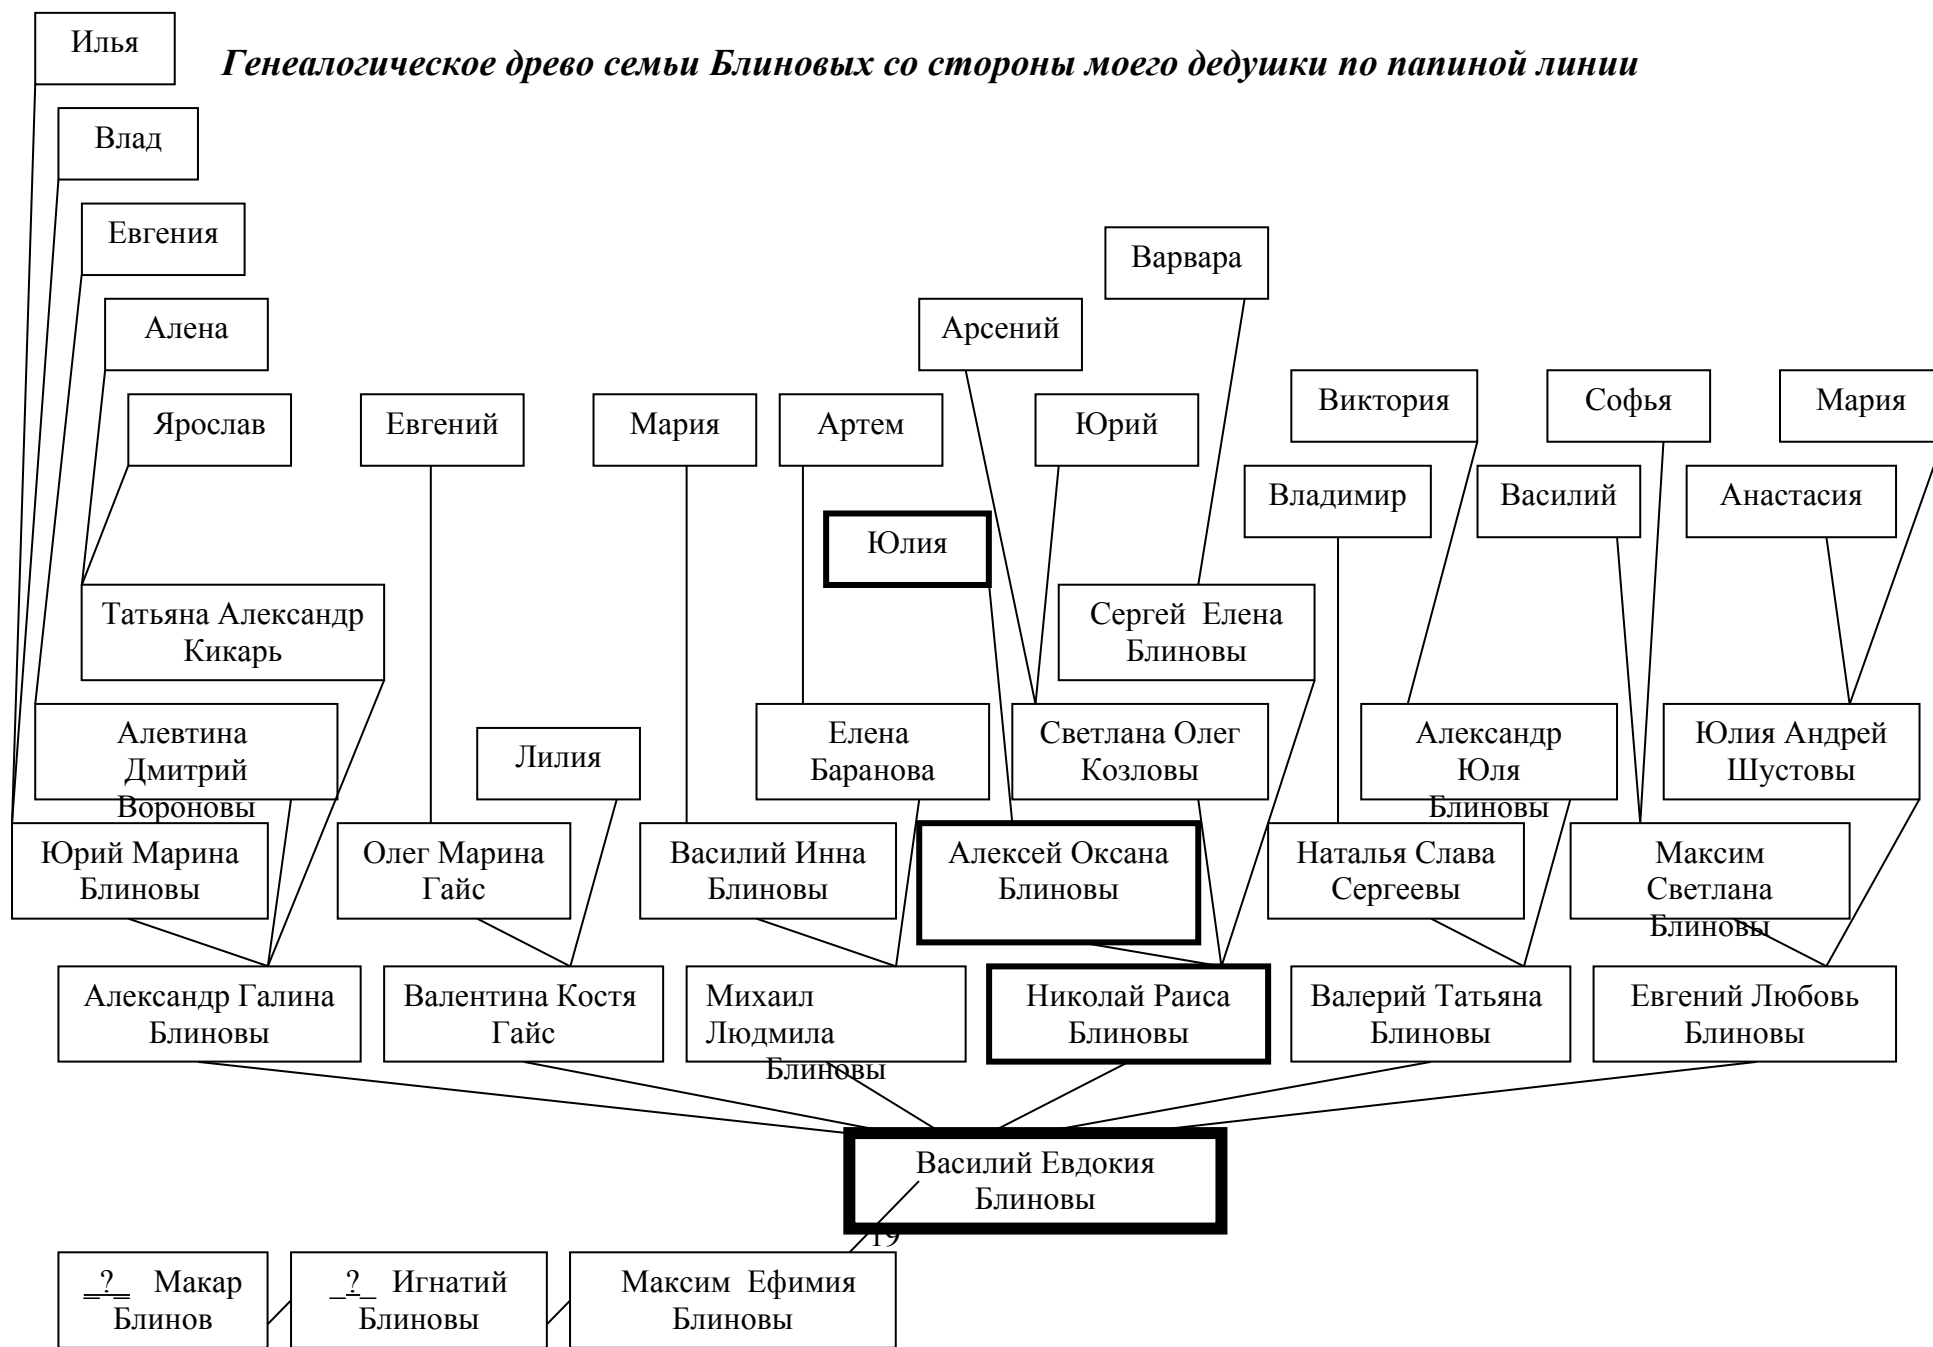 Илья
Генеалогическое древо семьи Блиновых со стороны моего дедушки по папиной линии
Влад
Евгения
Варвара
Алена
Арсений
Ярослав
Евгений
Мария
Артем
Юрий
Виктория
Софья
Мария
Владимир
Василий
Анастасия
Юлия
Татьяна Александр
Кикарь
Сергей Елена
Блиновы
Алевтина
Дмитрий
Вороновы
Лилия
Елена
Баранова
Светлана Олег
Козловы
Александр
Юля
Блиновы
Юлия Андрей
Шустовы
Юрий Марина
Блиновы
Олег Марина
Гайс
Василий Инна
Блиновы
Алексей Оксана
Блиновы
Наталья Слава
Сергеевы
Максим
Светлана
Блиновы
Александр Галина
Блиновы
Валентина Костя
Гайс
Михаил
Людмила
Блиновы
Николай Раиса
Блиновы
Валерий Татьяна
Блиновы
Евгений Любовь
Блиновы
Василий Евдокия
Блиновы
19
_?_ Макар
Блинов
_?_ Игнатий
Блиновы
Максим Ефимия
Блиновы